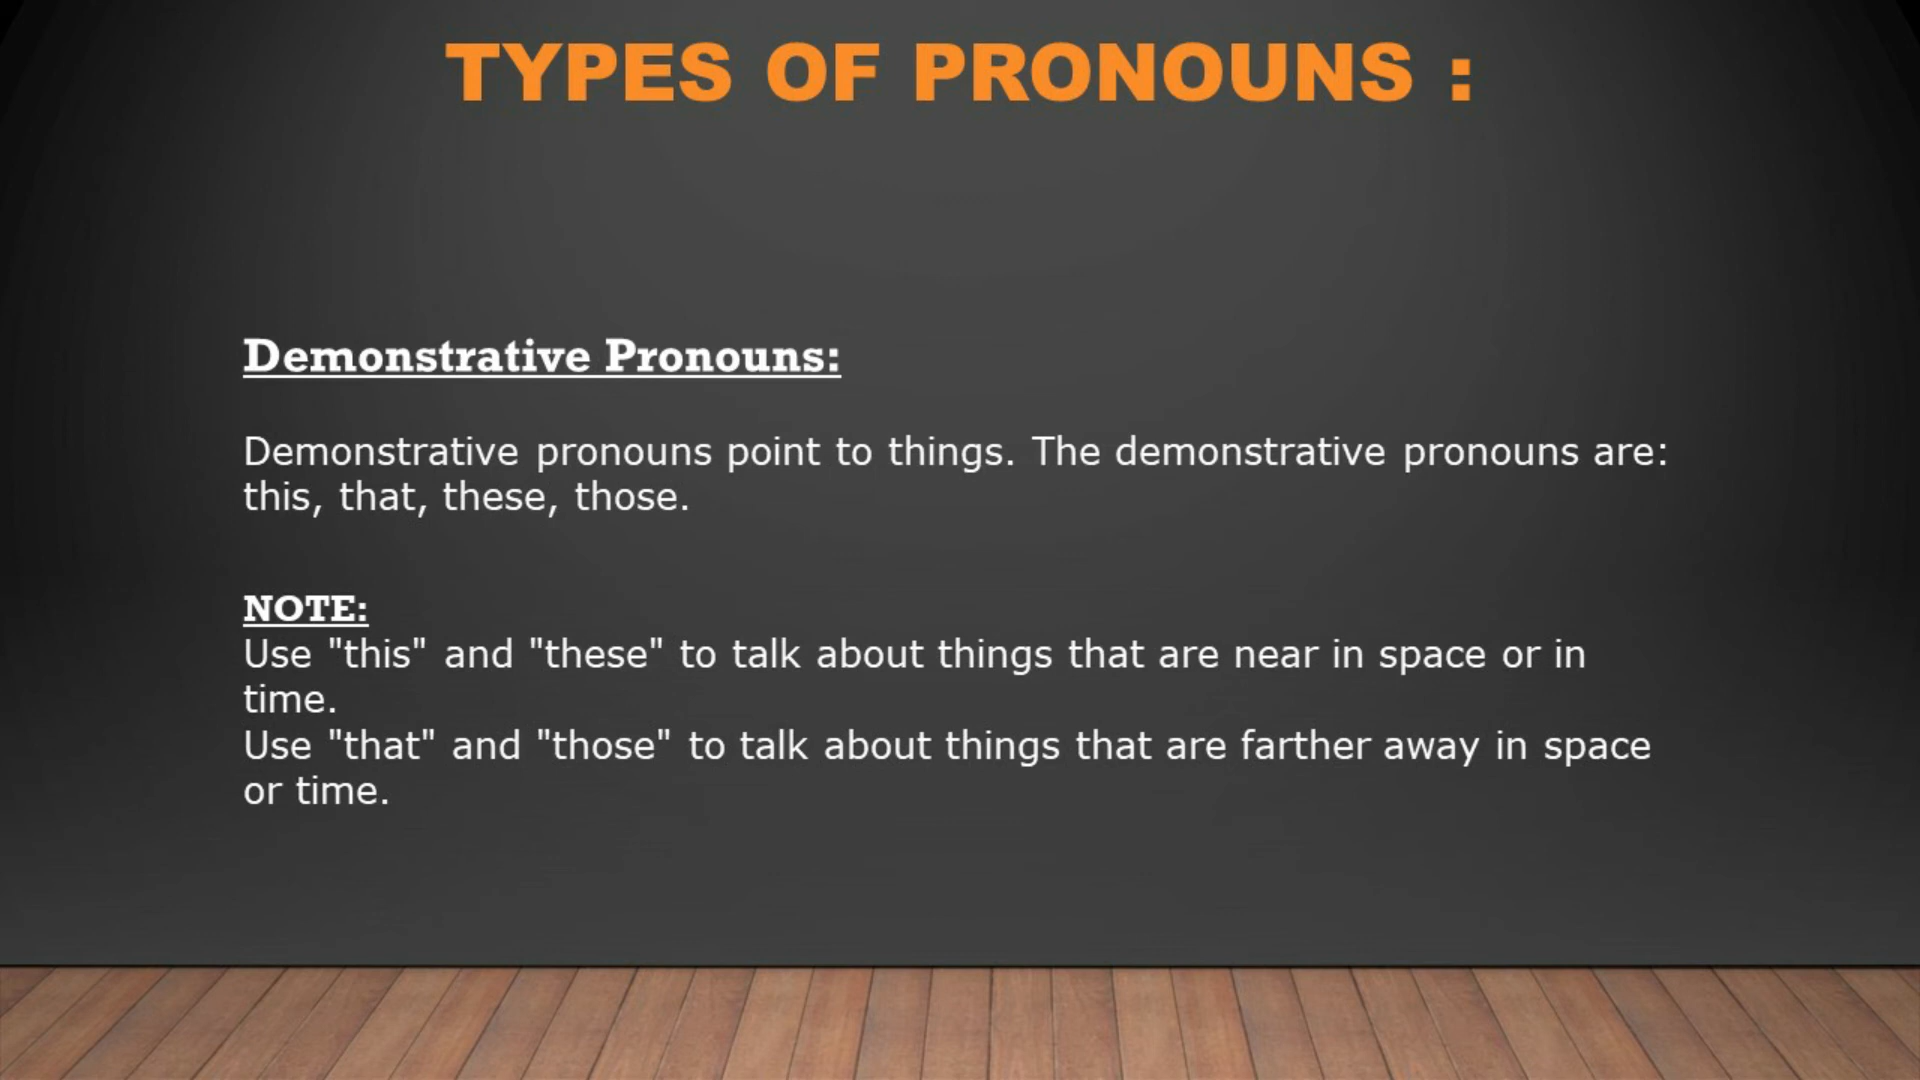 TYPES OF PRONOUNS :
Demonstrative Pronouns:
Demonstrative pronouns point to things. The demonstrative pronouns are:
this, that, these, those.
NOTE:
Use "this" and "these" to talk about things that are near in space or in
time.
Use "that" and "those" to talk about things that are farther away in space
or time.